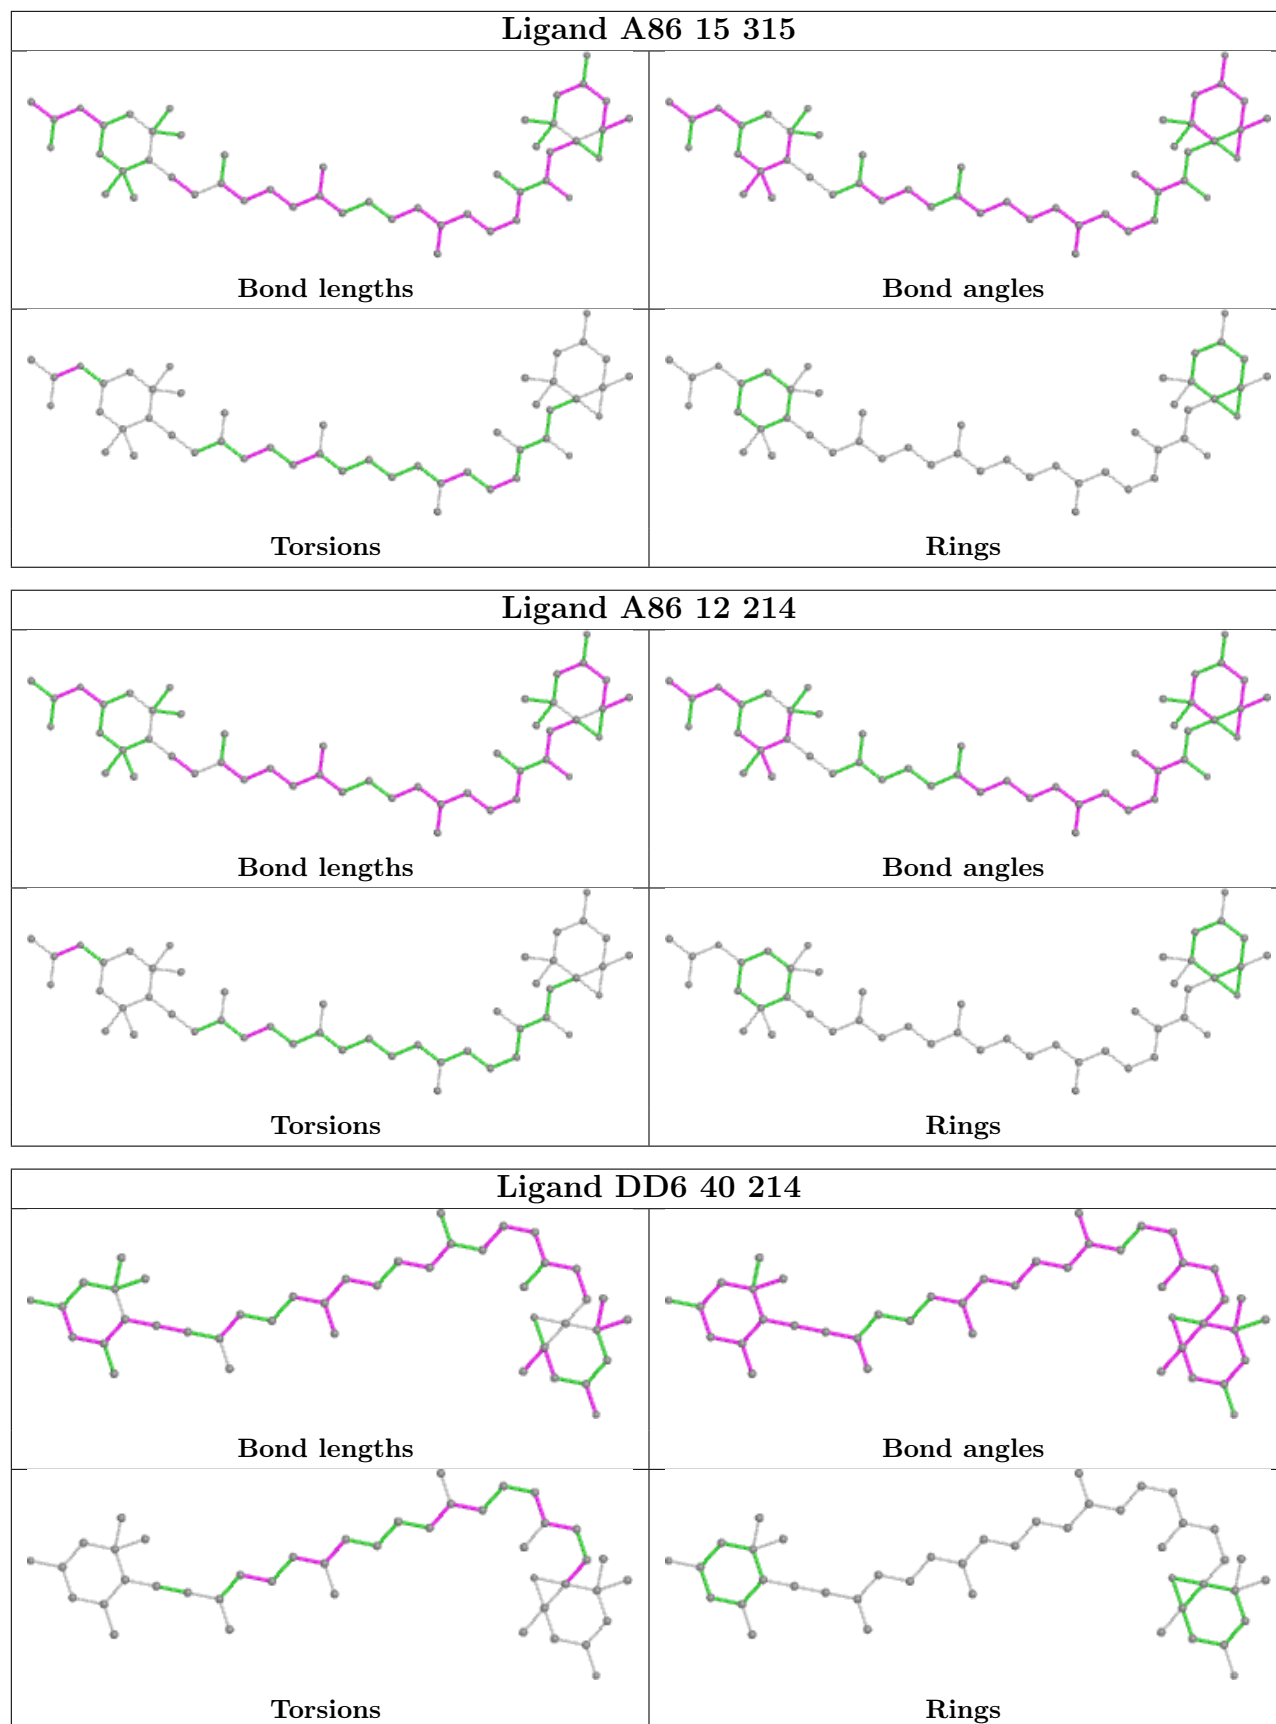 Ligand A86 15 315
Bond lengths
Bond angles
Torsions
Rings
Ligand A86 12 214
Bond lengths
Bond angles
Torsions
Rings
Ligand DD6 40 214
Bond lengths
Bond angles
Torsions
Rings